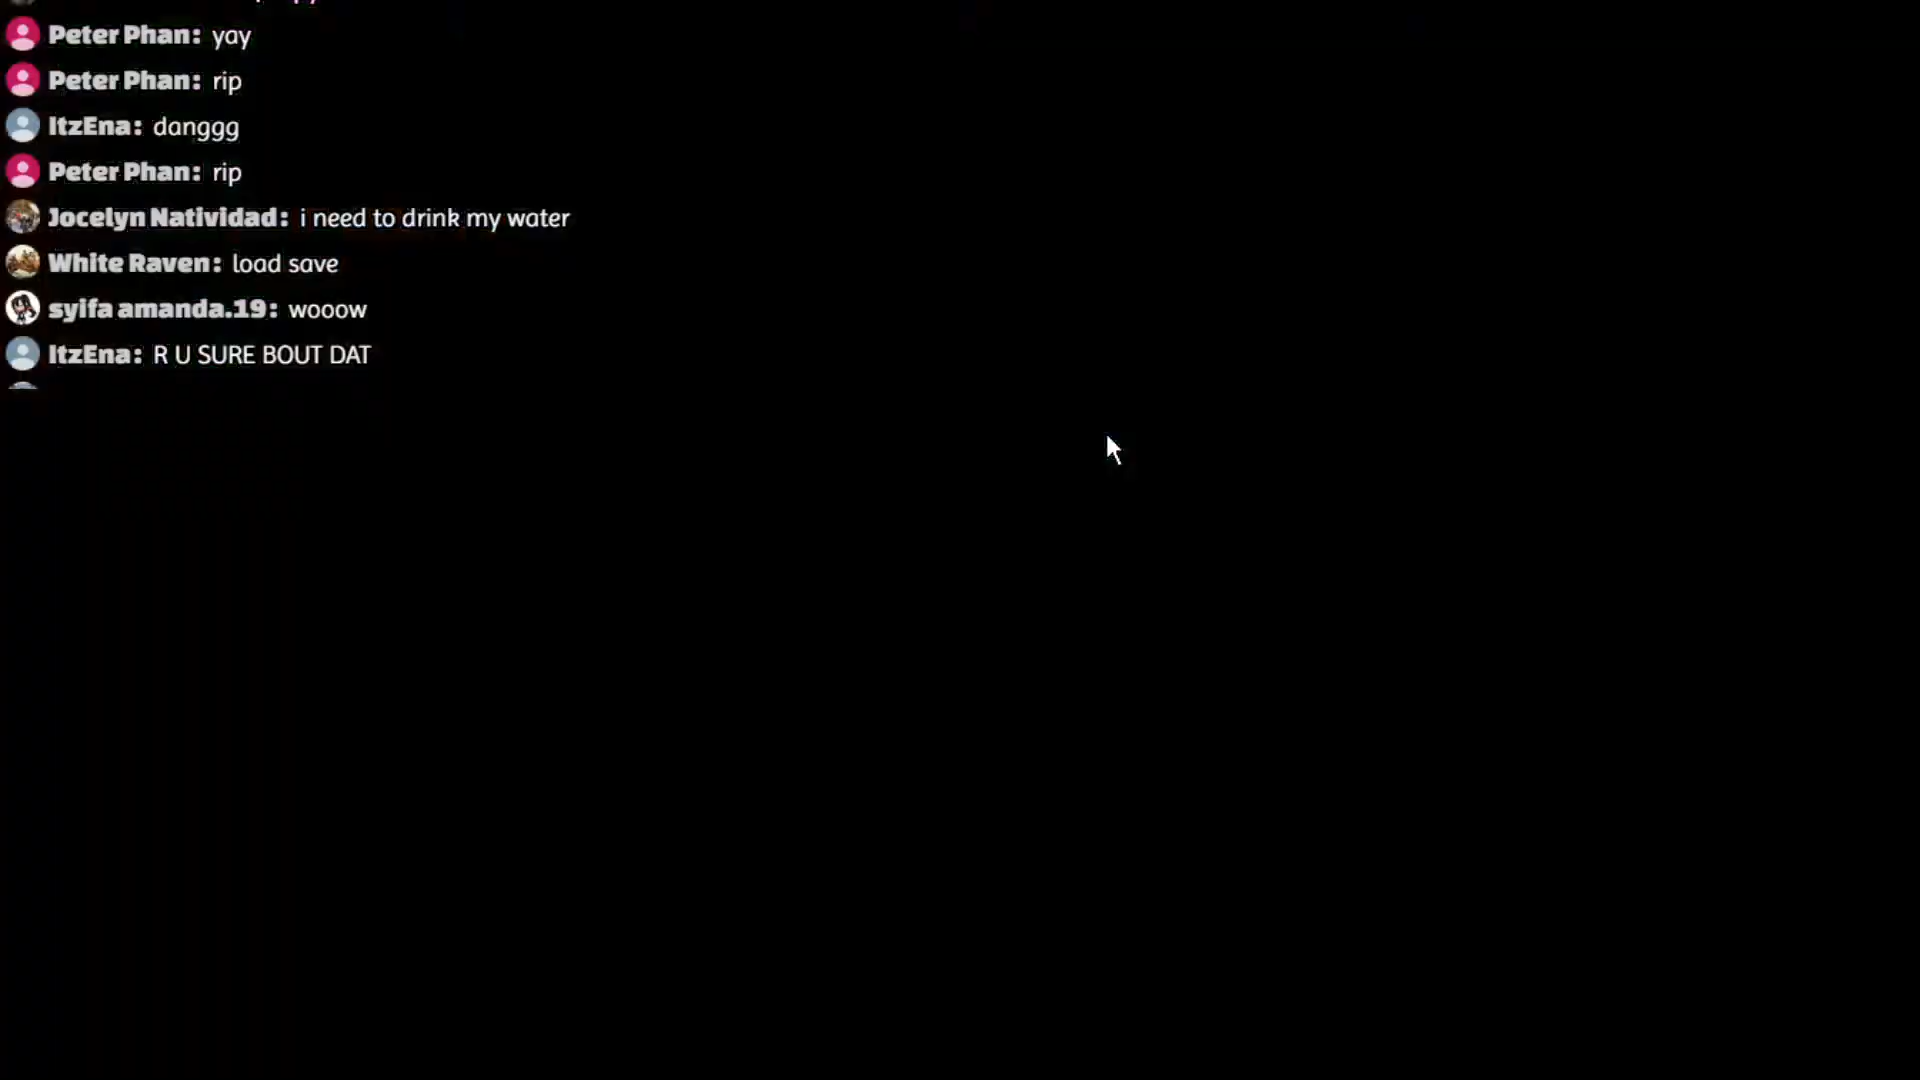 Peter Phan: yay
Peter Phan: rip
ItzEna: danggg
Peter Phan: rip
Jocelyn Natividad: i need to drink my water
White Raven: load save
syifa amanda.19: wooow
ItzEna: R U SURE BOUT DAT